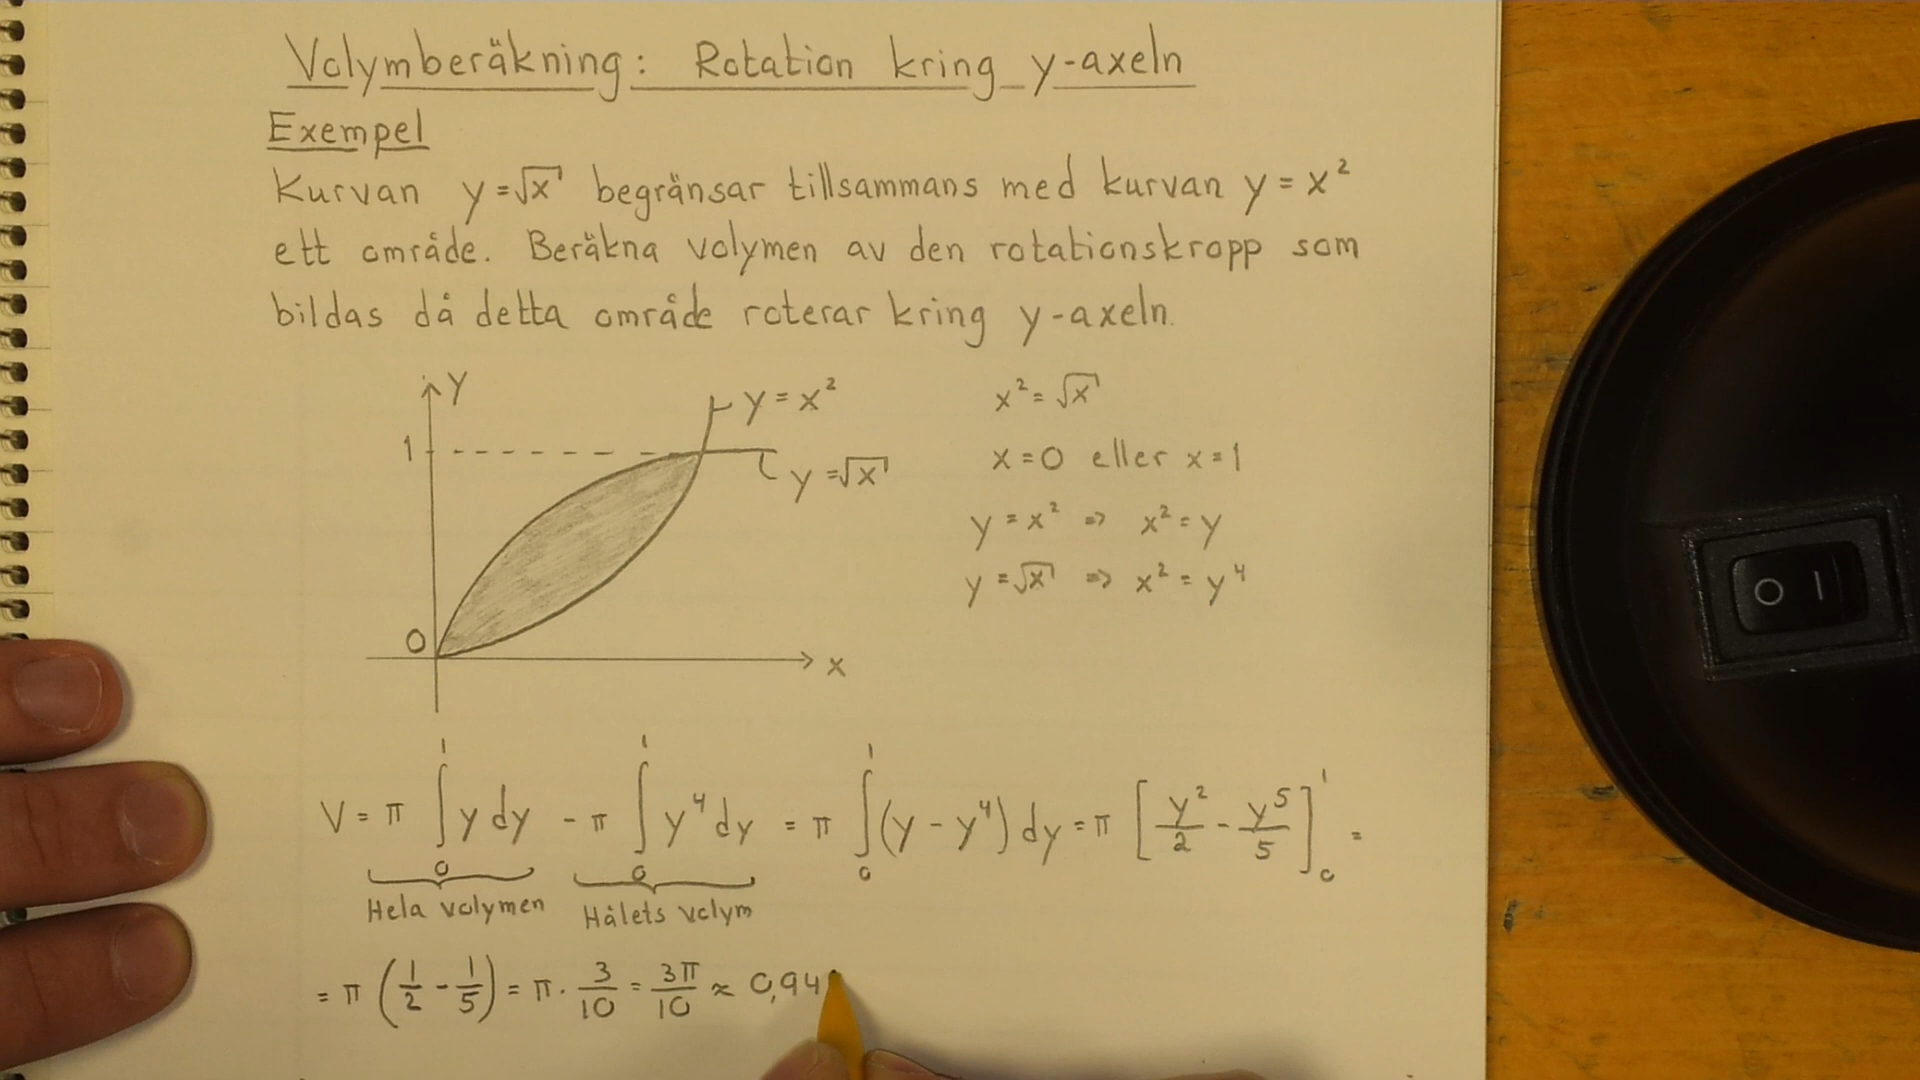 Volymberäkning: Rotation kring y-axeln
Exempel
Kurvan y=√x begränsar tillsammans med kurvan y=x²
ett område. Beräkna volymen av den rotationskropp som
bildas då detta område roterar kring y-axeln.
y
y=x²
x²=√x
1
y=√x
x=0 eller x=1
y=x² => x²=y
y=√x => x²=y⁴
0
x
V = π ∫₀¹ y dy - π ∫₀¹ y⁴ dy = π ∫₀¹ (y - y⁴) dy = π [y²/2 - y⁵/5]₀¹ =
Hela volymen Hålets volym
= π (1/2 - 1/5) = π · 3/10 = 3π/10 ≈ 0,94
O I